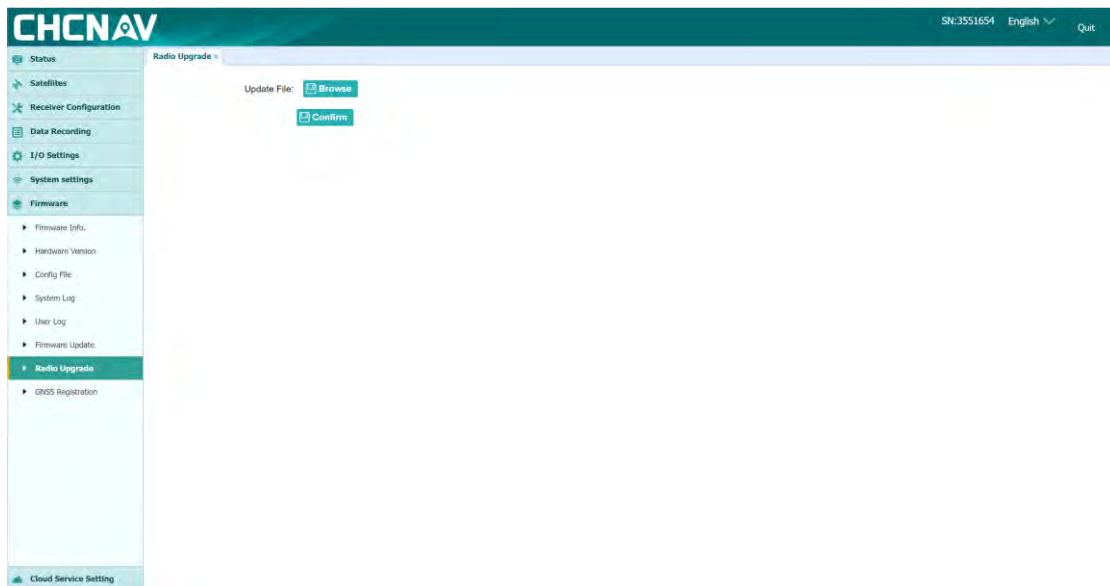 CHCNAV
SN:3551654 English Quit
Status
Radio Upgrade ×
Satellites
Update File: Browse
Receiver Configuration
Confirm
Data Recording
I/O Settings
System settings
Firmware
Firmware Info.
Hardware Version
Config File
System Log
User Log
Firmware Update
Radio Upgrade
GNSS Registration
Cloud Service Setting